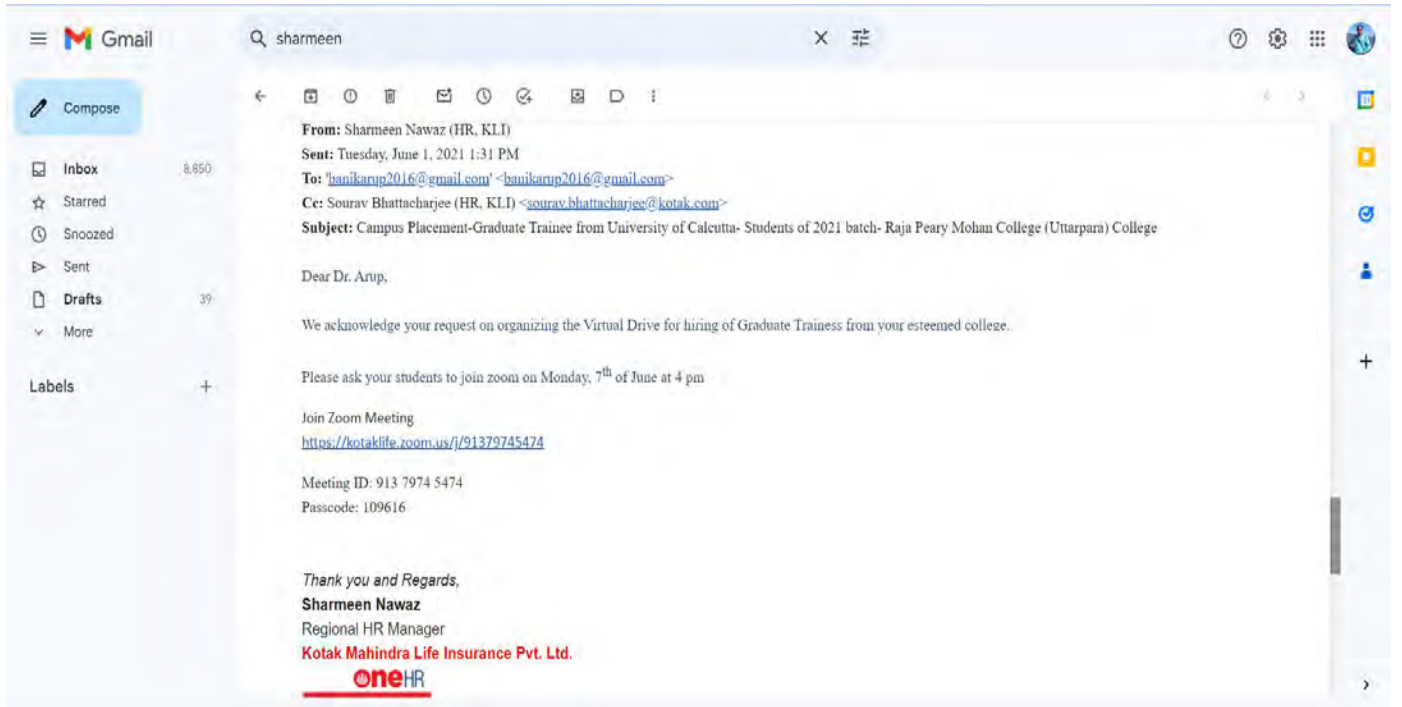 Gmail
sharmeen
Compose
Inbox 8,650
Starred
Snoozed
Sent
Drafts 39
More
Labels
From: Sharmeen Nawaz (HR, KLI)
Sent: Tuesday, June 1, 2021 1:31 PM
To: 'banikarup2016@gmail.com' <banikarup2016@gmail.com>
Cc: Sourav Bhattacharjee (HR, KLI) <sourav.bhattacharjee@kotak.com>
Subject: Campus Placement-Graduate Trainee from University of Calcutta- Students of 2021 batch- Raja Peary Mohan College (Uttarpara) College
Dear Dr. Arup,
We acknowledge your request on organizing the Virtual Drive for hiring of Graduate Trainess from your esteemed college.
Please ask your students to join zoom on Monday, 7th of June at 4 pm
Join Zoom Meeting
https://kotaklife.zoom.us/j/91379745474
Meeting ID: 913 7974 5474
Passcode: 109616
Thank you and Regards,
Sharmeen Nawaz
Regional HR Manager
Kotak Mahindra Life Insurance Pvt. Ltd.
oneHR